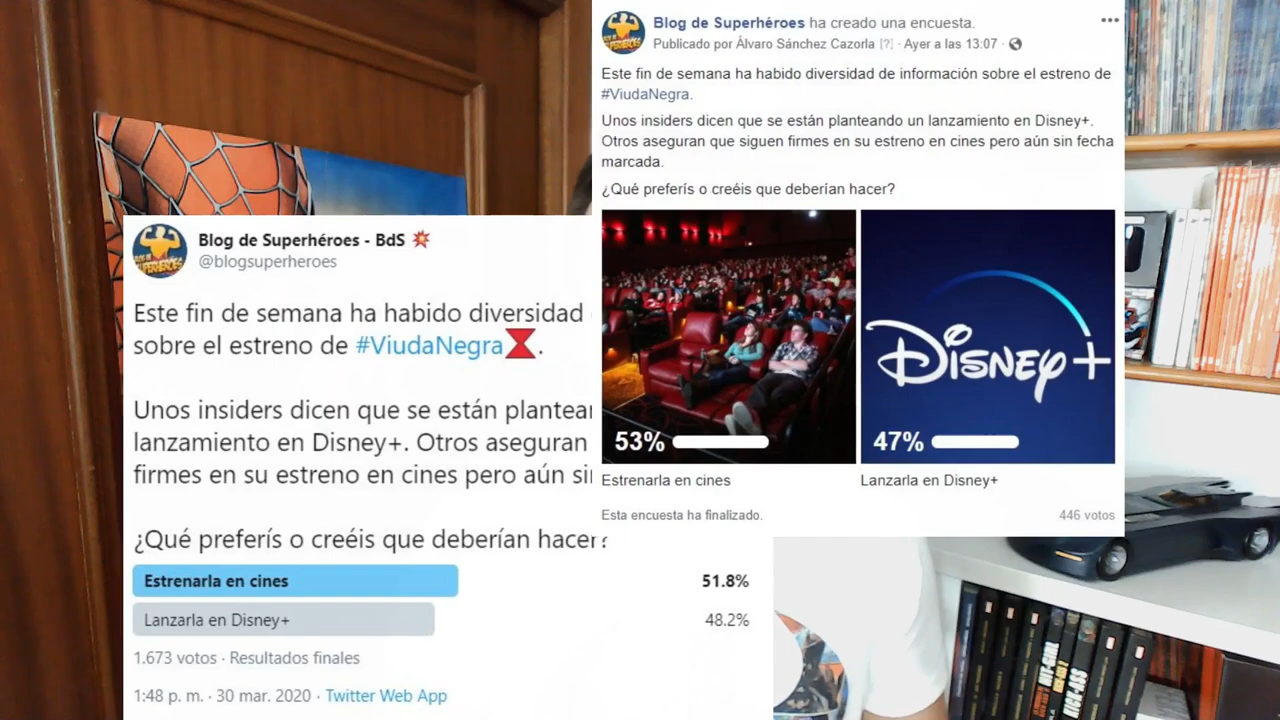 Blog de Superhéroes ha creado una encuesta.
Publicado por Álvaro Sánchez Cazorla [?] · Ayer a las 13:07 ·
Este fin de semana ha habido diversidad de información sobre el estreno de
#ViudaNegra.
Unos insiders dicen que se están planteando un lanzamiento en Disney+.
Otros aseguran que siguen firmes en su estreno en cines pero aún sin fecha
marcada.
¿Qué preferís o creéis que deberían hacer?
DISNEY+
53%
47%
Estrenarla en cines
Lanzarla en Disney+
Esta encuesta ha finalizado.
446 votos
BLOG DE
SUPERHÉROES
Blog de Superhéroes - BdS
@blogsuperheroes
Este fin de semana ha habido diversidad
sobre el estreno de #ViudaNegra.
Unos insiders dicen que se están plantear
lanzamiento en Disney+. Otros aseguran
firmes en su estreno en cines pero aún si
¿Qué preferís o creéis que deberían hacer?
Estrenarla en cines 51.8%
Lanzarla en Disney+ 48.2%
1.673 votos · Resultados finales
1:48 p. m. · 30 mar. 2020 · Twitter Web App